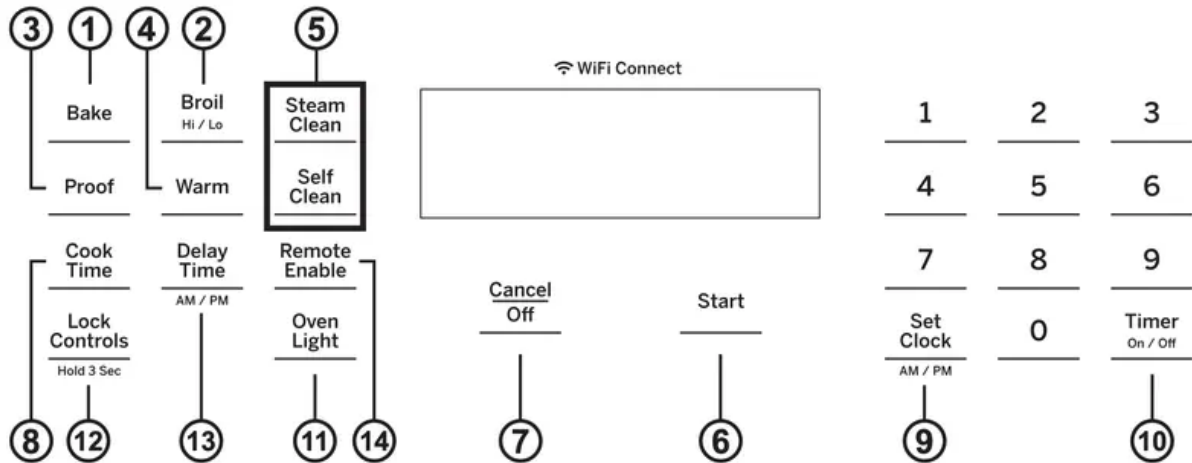 3 1 4 2 5
WiFi Connect
Bake
Broil
Hi / Lo
Steam
Clean
1 2 3
Proof
Warm
Self
Clean
4 5 6
Cook
Time
Delay
Time
AM / PM
Remote
Enable
7 8 9
Lock
Controls
Hold 3 Sec
Oven
Light
Cancel
Off
Start
Set
Clock
AM / PM
0
Timer
On / Off
8 12 13 11 14 7 6 9 10